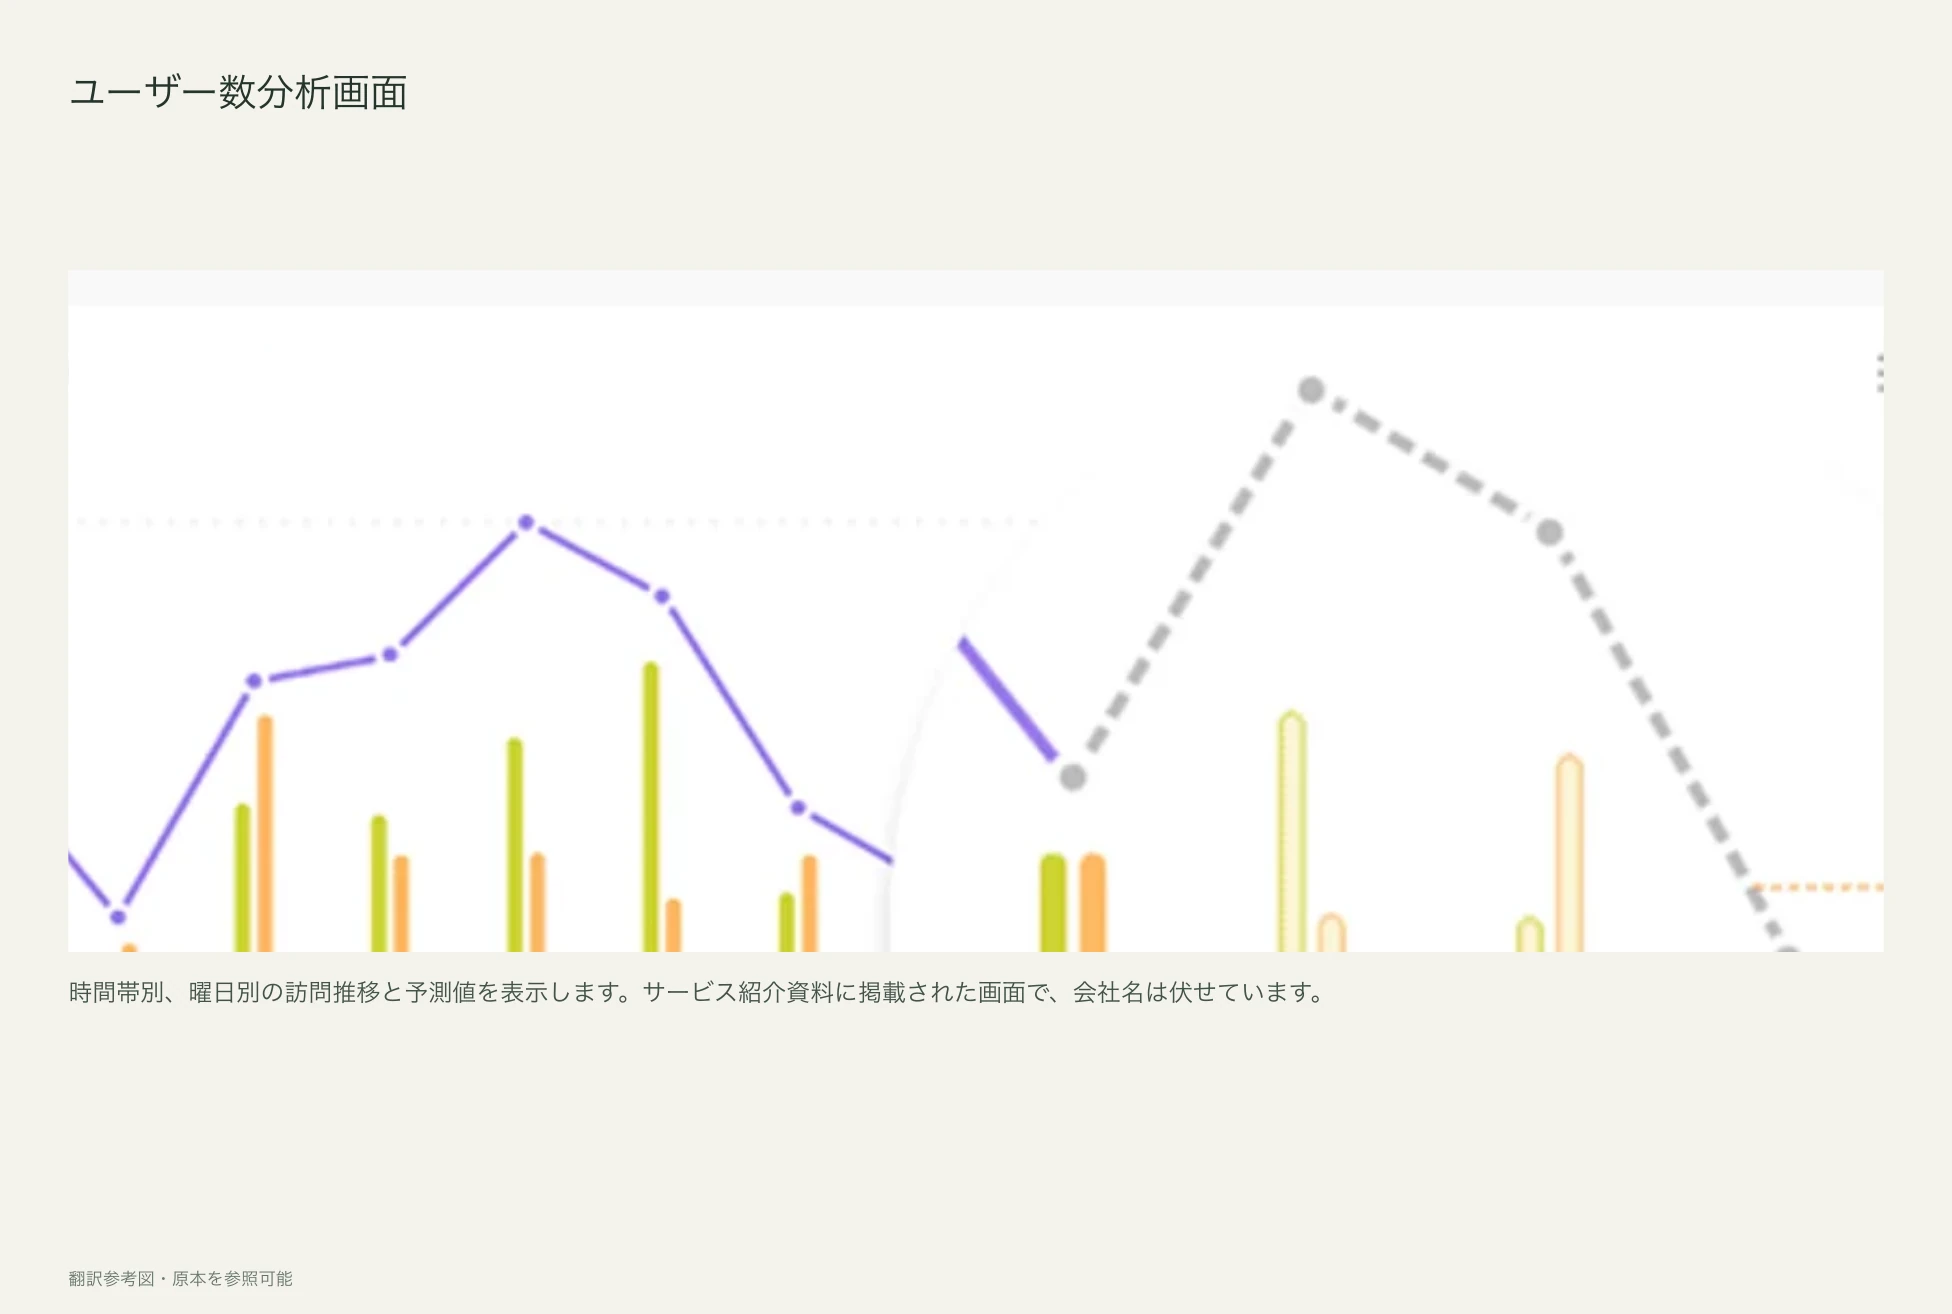 ユーザー数分析画面
時間帯別、曜日別の訪問推移と予測値を表示します。サービス紹介資料に掲載された画面で、会社名は伏せています。
翻訳参考図・原本を参照可能